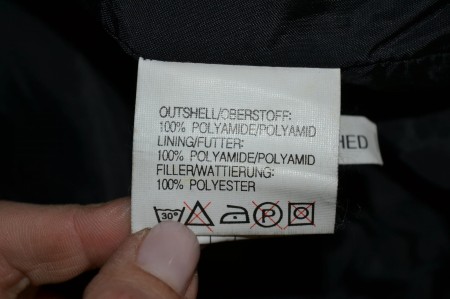 OUTSHELL/OBERSTOFF:
100% POLYAMIDE/POLYAMID
LINING/FUTTER:
100% POLYAMIDE/POLYAMID
FILLER/WATTIERUNG:
100% POLYESTER
30° P
HED